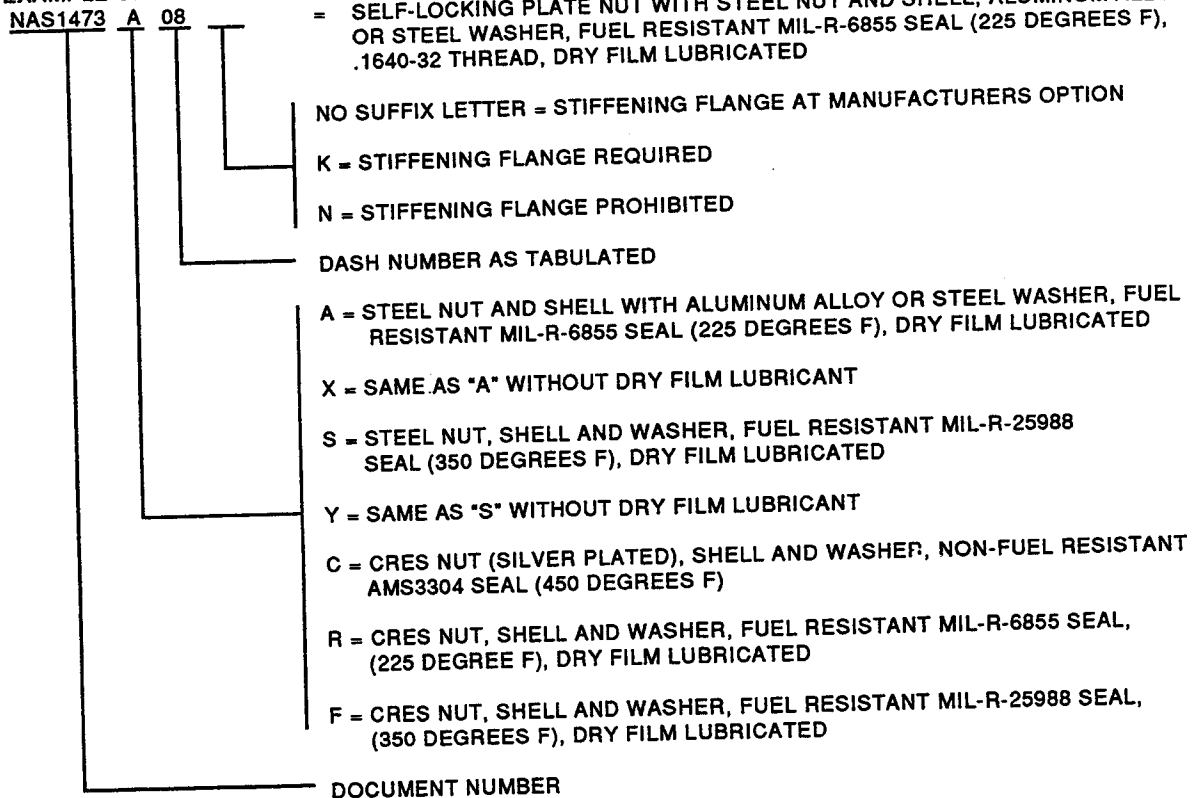 NAS1473 A 08 = SELF-LOCKING PLATE NUT WITH STEEL NUT AND SHELL, ALUMINUM
OR STEEL WASHER, FUEL RESISTANT MIL-R-6855 SEAL (225 DEGREES F),
.1640-32 THREAD, DRY FILM LUBRICATED
NO SUFFIX LETTER = STIFFENING FLANGE AT MANUFACTURERS OPTION
K = STIFFENING FLANGE REQUIRED
N = STIFFENING FLANGE PROHIBITED
DASH NUMBER AS TABULATED
A = STEEL NUT AND SHELL WITH ALUMINUM ALLOY OR STEEL WASHER, FUEL
RESISTANT MIL-R-6855 SEAL (225 DEGREES F), DRY FILM LUBRICATED
X = SAME AS "A" WITHOUT DRY FILM LUBRICANT
S = STEEL NUT, SHELL AND WASHER, FUEL RESISTANT MIL-R-25988
SEAL (350 DEGREES F), DRY FILM LUBRICATED
Y = SAME AS "S" WITHOUT DRY FILM LUBRICANT
C = CRES NUT (SILVER PLATED), SHELL AND WASHER, NON-FUEL RESISTANT
AMS3304 SEAL (450 DEGREES F)
R = CRES NUT, SHELL AND WASHER, FUEL RESISTANT MIL-R-6855 SEAL,
(225 DEGREE F), DRY FILM LUBRICATED
F = CRES NUT, SHELL AND WASHER, FUEL RESISTANT MIL-R-25988 SEAL,
(350 DEGREES F), DRY FILM LUBRICATED
DOCUMENT NUMBER